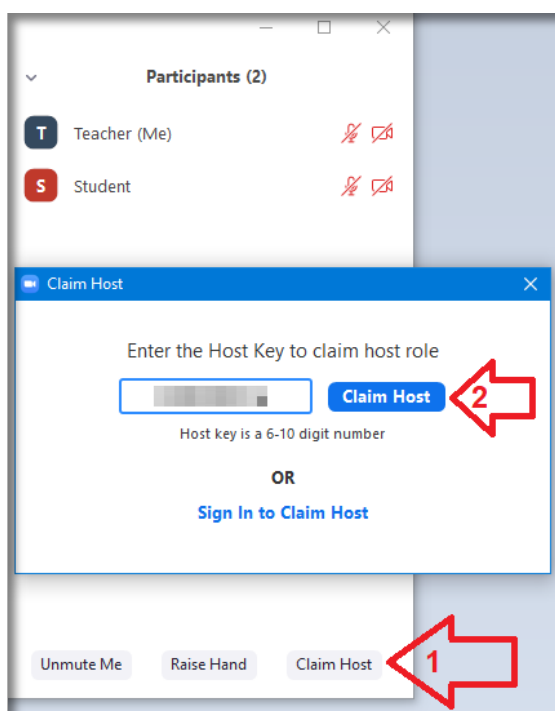 Participants (2)
T Teacher (Me)
S Student
Claim Host
Enter the Host Key to claim host role
Claim Host 2
Host key is a 6-10 digit number
OR
Sign In to Claim Host
Unmute Me Raise Hand Claim Host 1